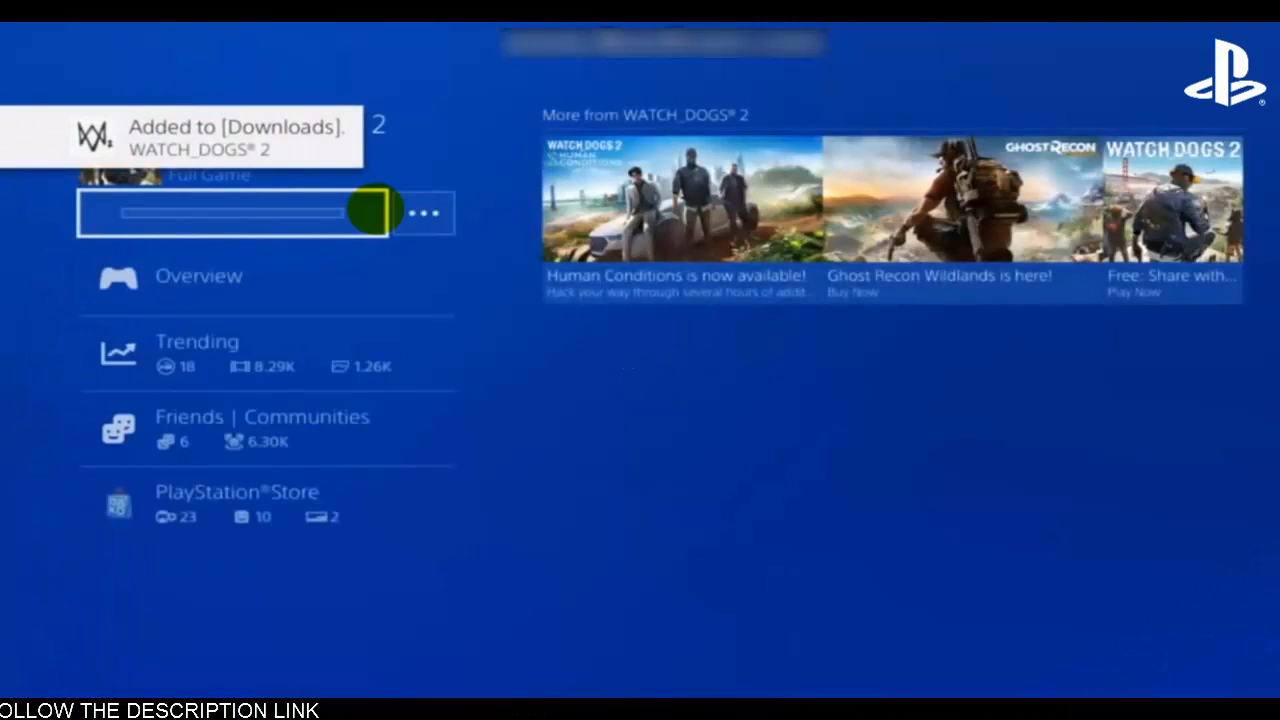 Added to [Downloads].
WATCH_DOGS® 2
2
Full Game
Overview
Trending
18 8.29K 1.26K
Friends | Communities
6 6.30K
PlayStation®Store
23 10 2
More from WATCH_DOGS® 2
WATCH DOGS 2
HUMAN CONDITIONS
GHOST RECON
WATCH DOGS 2
Human Conditions is now available!
Hack your way through several hours of addit...
Ghost Recon Wildlands is here!
Buy Now
Free: Share with...
Play Now
OLLOW THE DESCRIPTION LINK